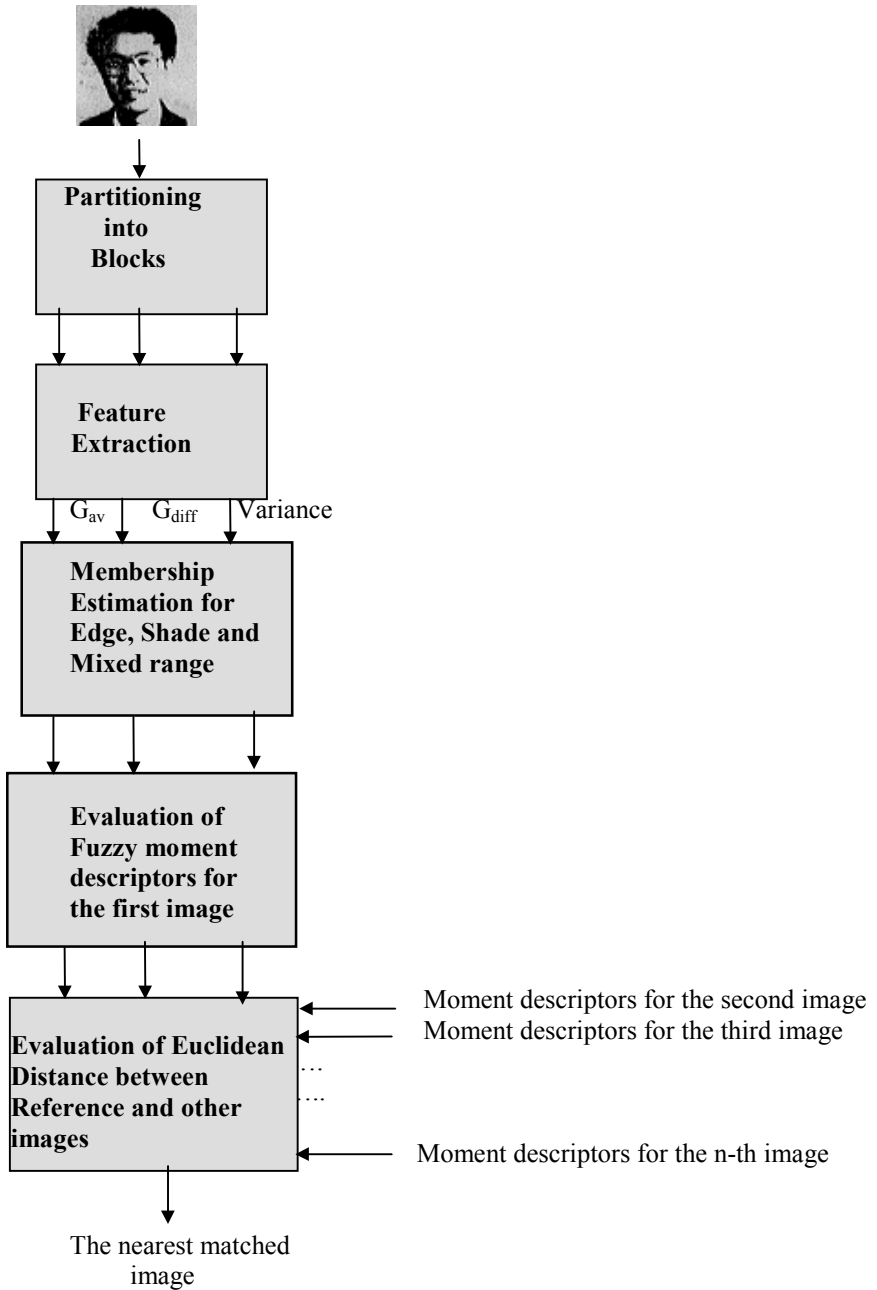 Partitioning
into
Blocks
Feature
Extraction
G_av G_diff Variance
Membership
Estimation for
Edge, Shade and
Mixed range
Evaluation of
Fuzzy moment
descriptors for
the first image
Moment descriptors for the second image
Moment descriptors for the third image
Evaluation of Euclidean
Distance between
Reference and other
images
…
….
Moment descriptors for the n-th image
The nearest matched
image